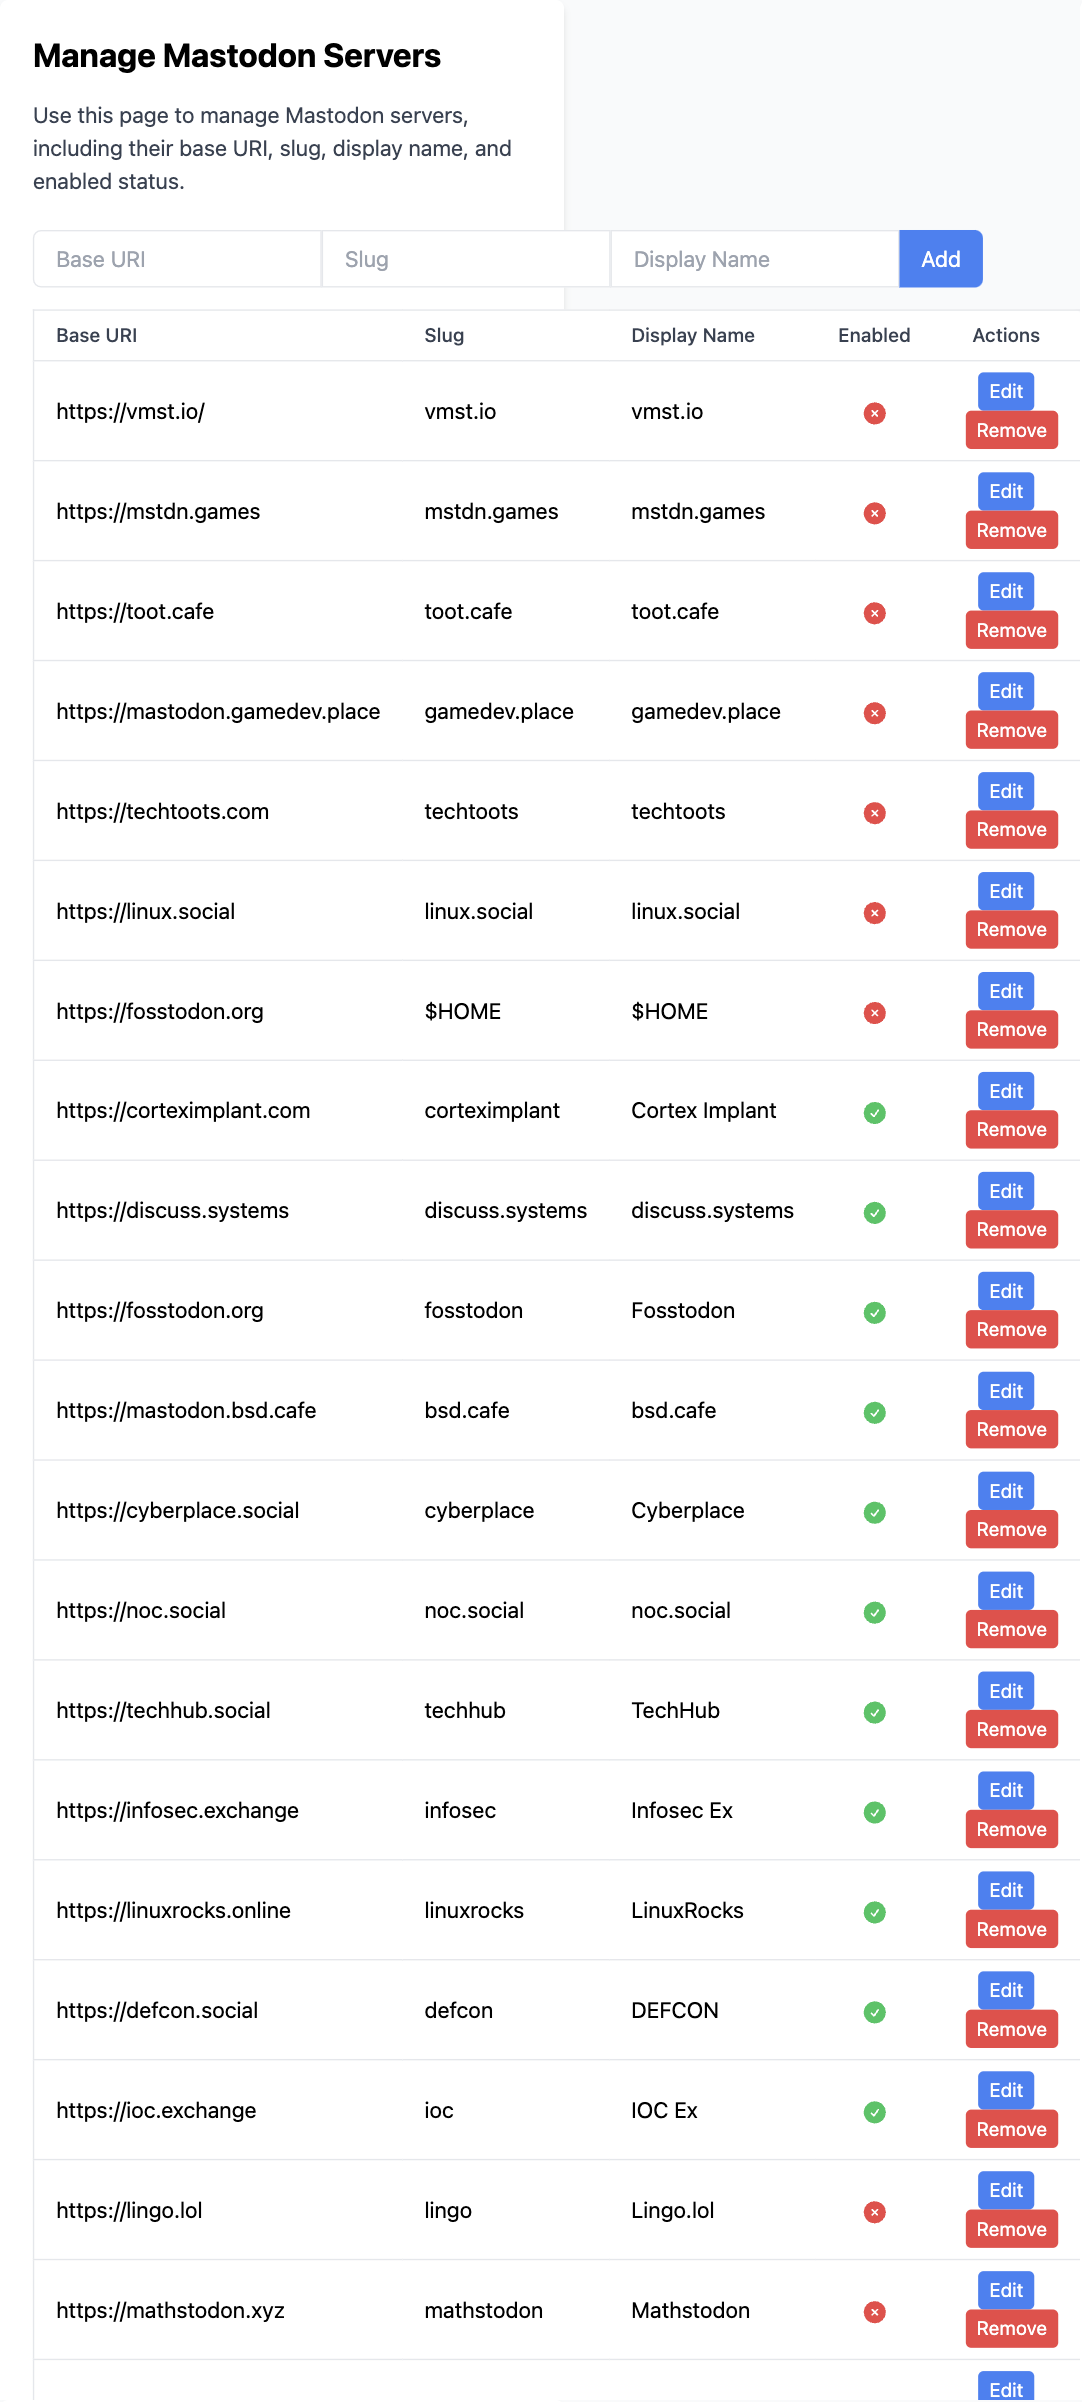 Manage Mastodon Servers
Use this page to manage Mastodon servers,
including their base URI, slug, display name, and
enabled status.
Base URI Slug Display Name Add
Base URI Slug Display Name Enabled Actions
https://vmst.io/ vmst.io vmst.io Edit
Remove
https://mstdn.games mstdn.games mstdn.games Edit
Remove
https://toot.cafe toot.cafe toot.cafe Edit
Remove
https://mastodon.gamedev.place gamedev.place gamedev.place Edit
Remove
https://techtoots.com techtoots techtoots Edit
Remove
https://linux.social linux.social linux.social Edit
Remove
https://fosstodon.org $HOME $HOME Edit
Remove
https://corteximplant.com corteximplant Cortex Implant Edit
Remove
https://discuss.systems discuss.systems discuss.systems Edit
Remove
https://fosstodon.org fosstodon Fosstodon Edit
Remove
https://mastodon.bsd.cafe bsd.cafe bsd.cafe Edit
Remove
https://cyberplace.social cyberplace Cyberplace Edit
Remove
https://noc.social noc.social noc.social Edit
Remove
https://techhub.social techhub TechHub Edit
Remove
https://infosec.exchange infosec Infosec Ex Edit
Remove
https://linuxrocks.online linuxrocks LinuxRocks Edit
Remove
https://defcon.social defcon DEFCON Edit
Remove
https://ioc.exchange ioc IOC Ex Edit
Remove
https://lingo.lol lingo Lingo.lol Edit
Remove
https://mathstodon.xyz mathstodon Mathstodon Edit
Remove
Edit